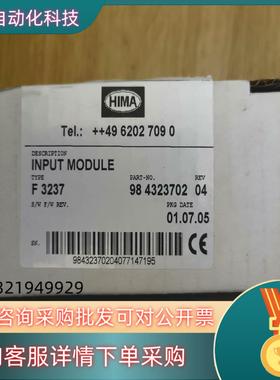 自动化科技
HIMA
Tel.: ++49 6202 709 0
DESCRIPTION
INPUT MODULE
TYPE PART-NO. REV
F 3237 98 4323702 04
S/W F/W REV. PKG DATE
01.07.05
SN.
98432370204077147195
321949929
咨询采购批发可对公开票
客服详情下单采购